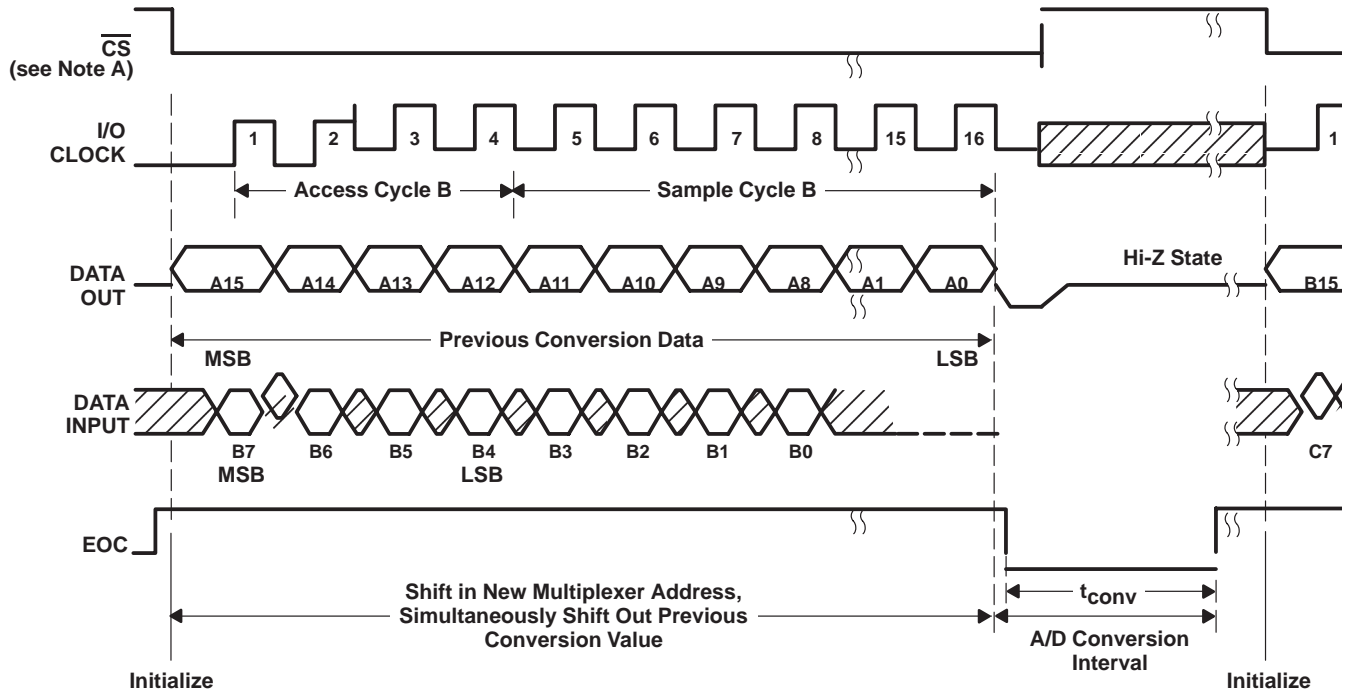 CS
(see Note A)
I/O
CLOCK
1 2 3 4 5 6 7 8 15 16 1
Access Cycle B
Sample Cycle B
DATA
OUT
A15 A14 A13 A12 A11 A10 A9 A8 A1 A0
Hi-Z State
B15
Previous Conversion Data
MSB
LSB
DATA
INPUT
B7 B6 B5 B4 B3 B2 B1 B0 C7
MSB
LSB
EOC
Shift in New Multiplexer Address,
Simultaneously Shift Out Previous
Conversion Value
tconv
A/D Conversion
Interval
Initialize
Initialize